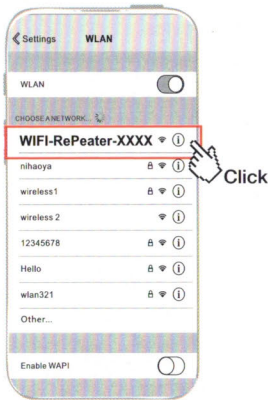 Settings WLAN
WLAN
CHOOSE A NETWORK...
WIFI-RePeater-XXXX
nihaoya
Click
wireless1
wireless 2
12345678
Hello
wlan321
Other...
Enable WAPI